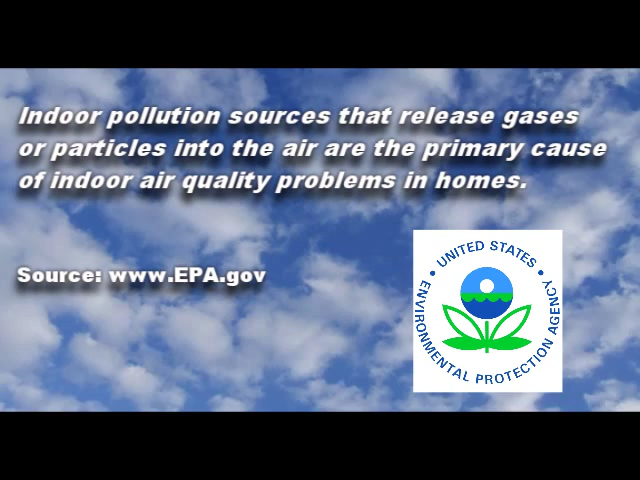 Indoor pollution sources that release gases
or particles into the air are the primary cause
of indoor air quality problems in homes.
Source: www.EPA.gov
UNITED STATES
ENVIRONMENTAL PROTECTION AGENCY